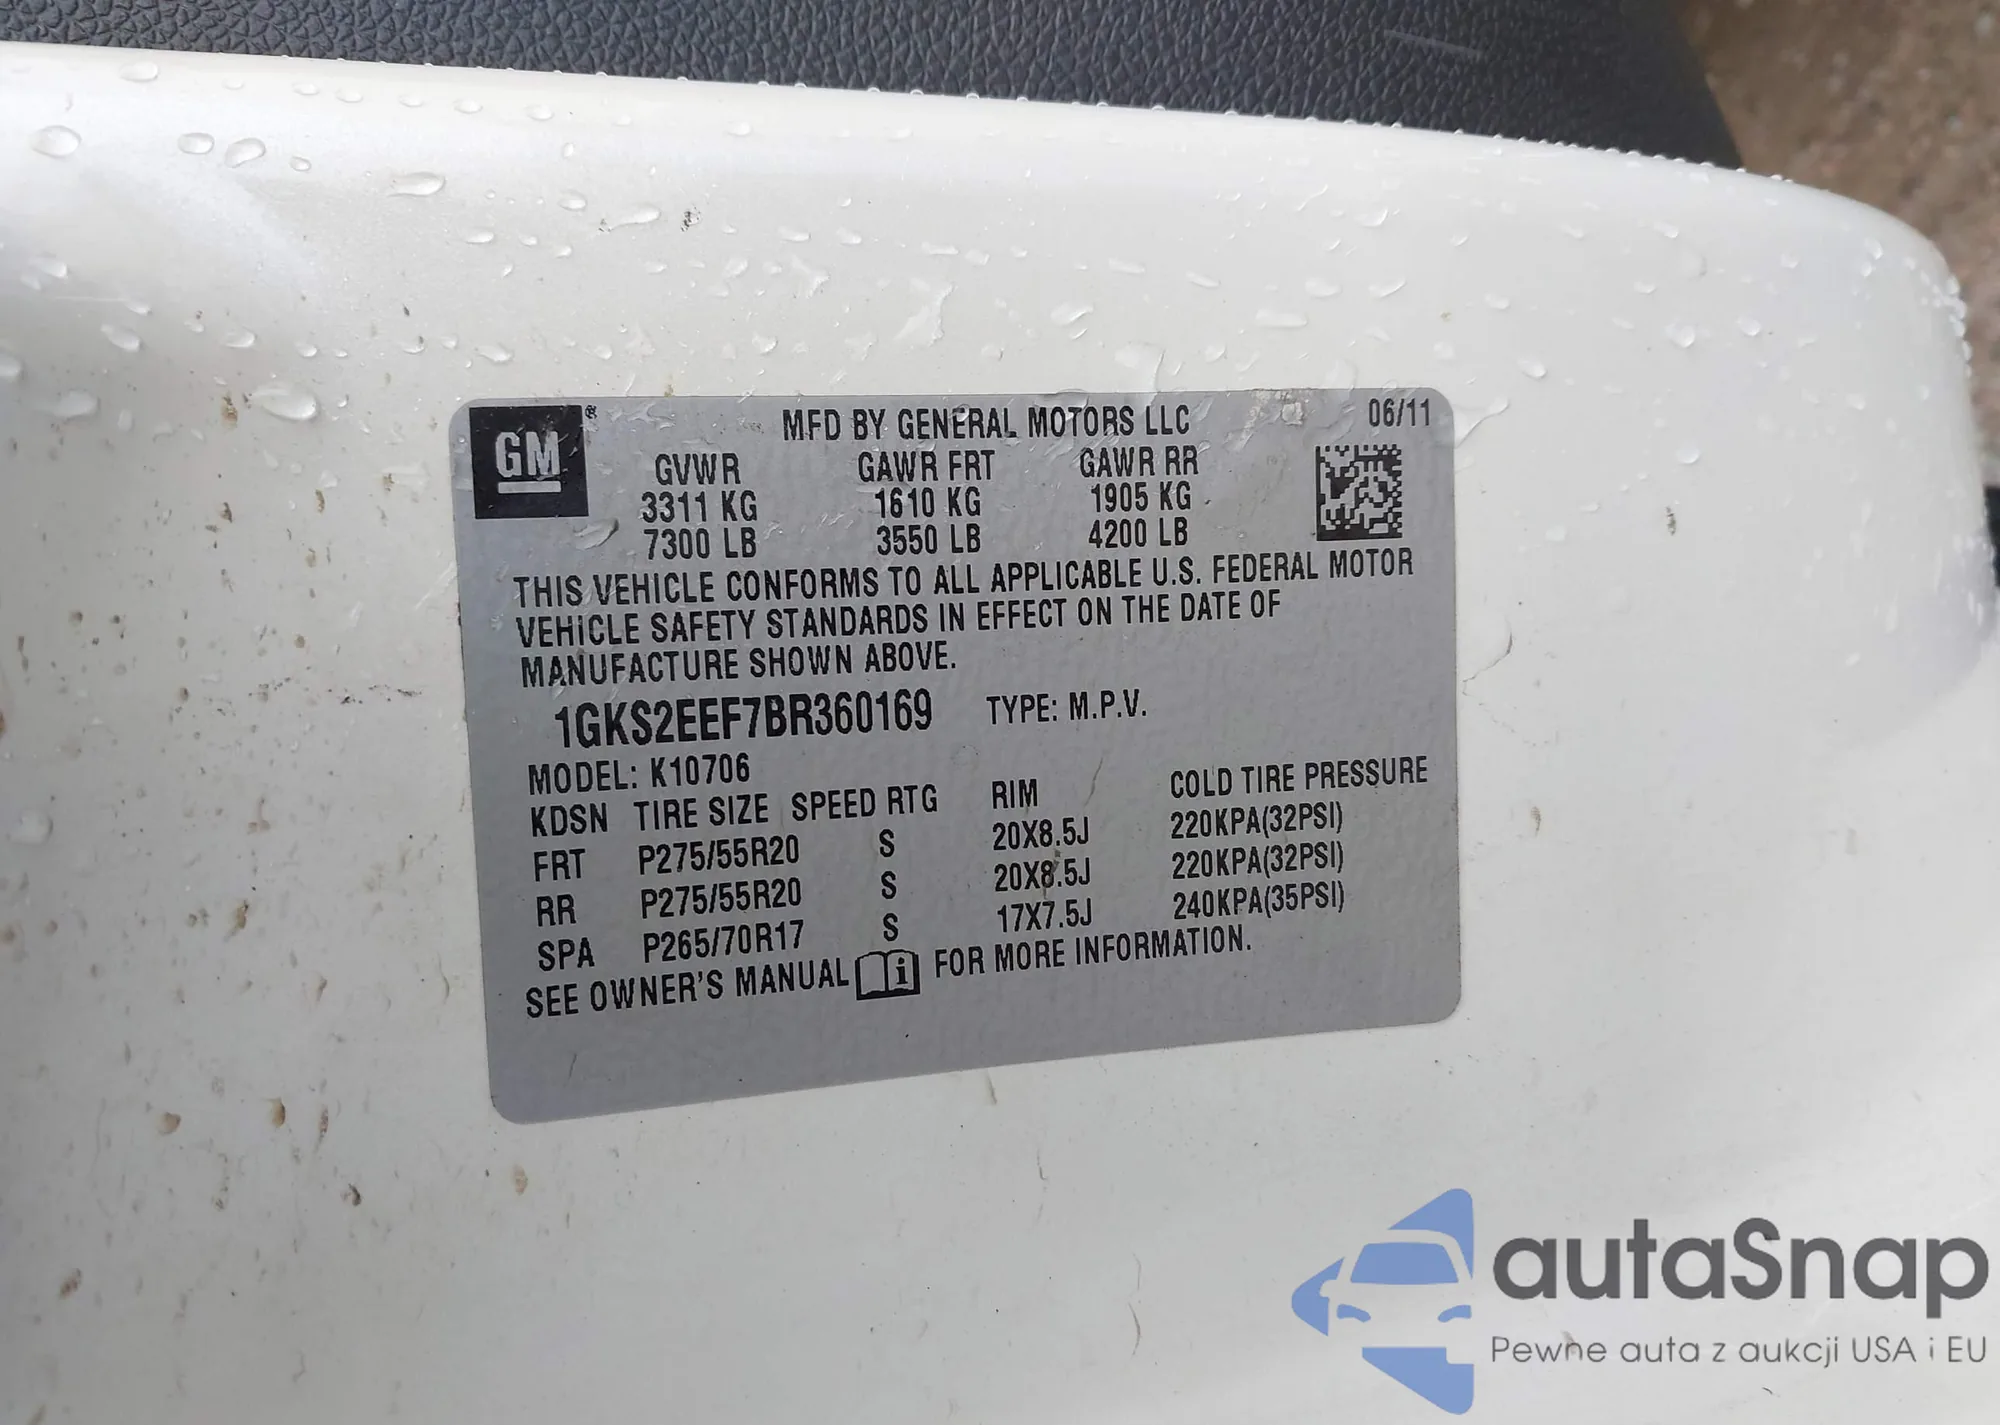 GM®
MFD BY GENERAL MOTORS LLC 06/11
GVWR GAWR FRT GAWR RR
3311 KG 1610 KG 1905 KG
7300 LB 3550 LB 4200 LB
THIS VEHICLE CONFORMS TO ALL APPLICABLE U.S. FEDERAL MOTOR
VEHICLE SAFETY STANDARDS IN EFFECT ON THE DATE OF
MANUFACTURE SHOWN ABOVE.
1GKS2EEF7BR360169 TYPE: M.P.V.
MODEL: K10706
KDSN TIRE SIZE SPEED RTG RIM COLD TIRE PRESSURE
FRT P275/55R20 S 20X8.5J 220KPA(32PSI)
RR P275/55R20 S 20X8.5J 220KPA(32PSI)
SPA P265/70R17 S 17X7.5J 240KPA(35PSI)
SEE OWNER'S MANUAL i FOR MORE INFORMATION.
autaSnap
Pewne auta z aukcji USA i EU